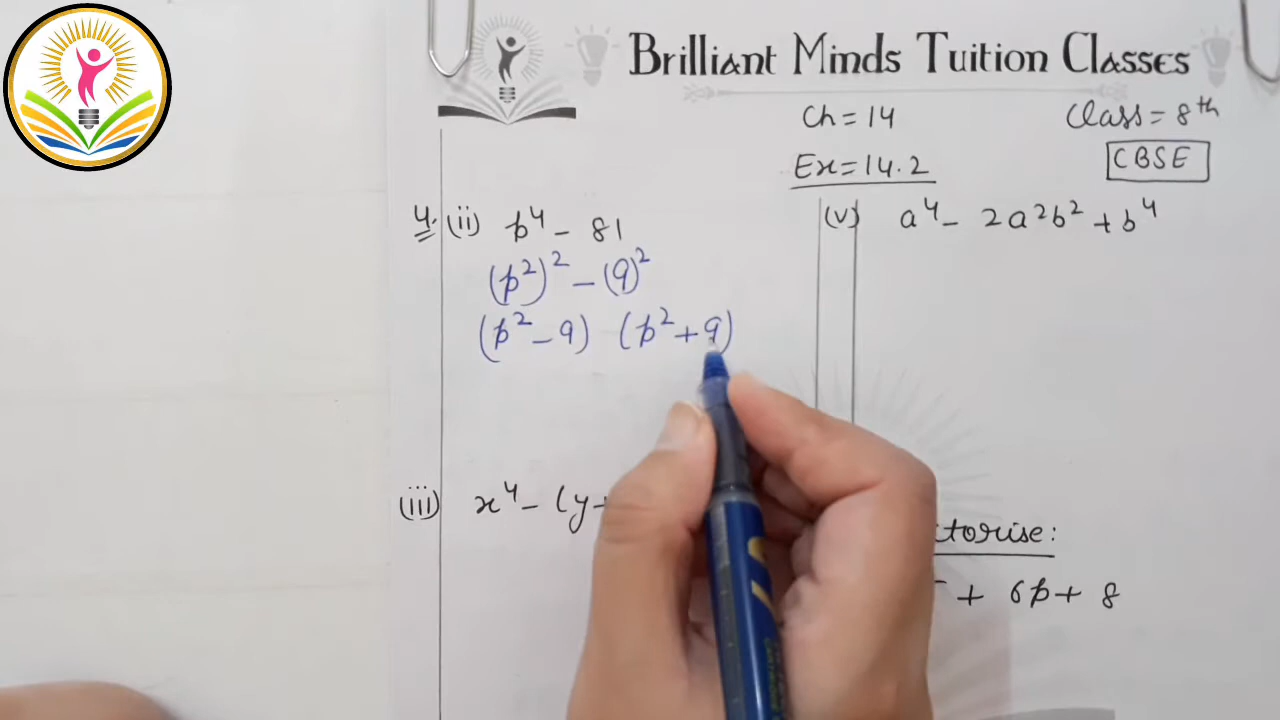 Brilliant Minds Tuition Classes
Ch = 14
Class = 8th
Ex = 14.2
CBSE
4. (ii) p⁴ - 81
(p²)² - (9)²
(p² - 9) (p² + 9)
(iii) x⁴ - (y+
(v) a⁴ - 2a²b² + b⁴
torise:
+ 6p + 8